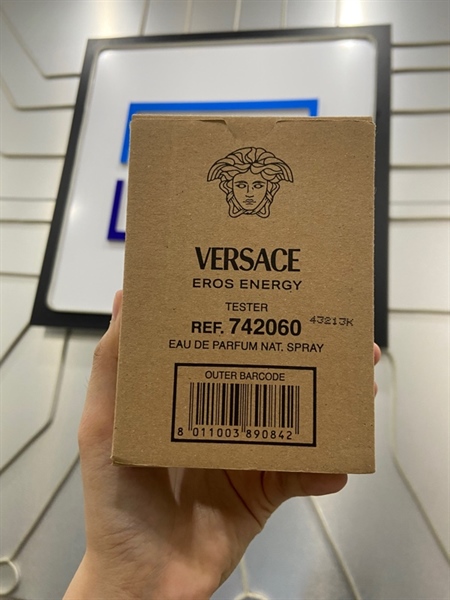 VERSACE
EROS ENERGY
TESTER
REF. 742060 43213K
EAU DE PARFUM NAT. SPRAY
OUTER BARCODE
8 011003 890842